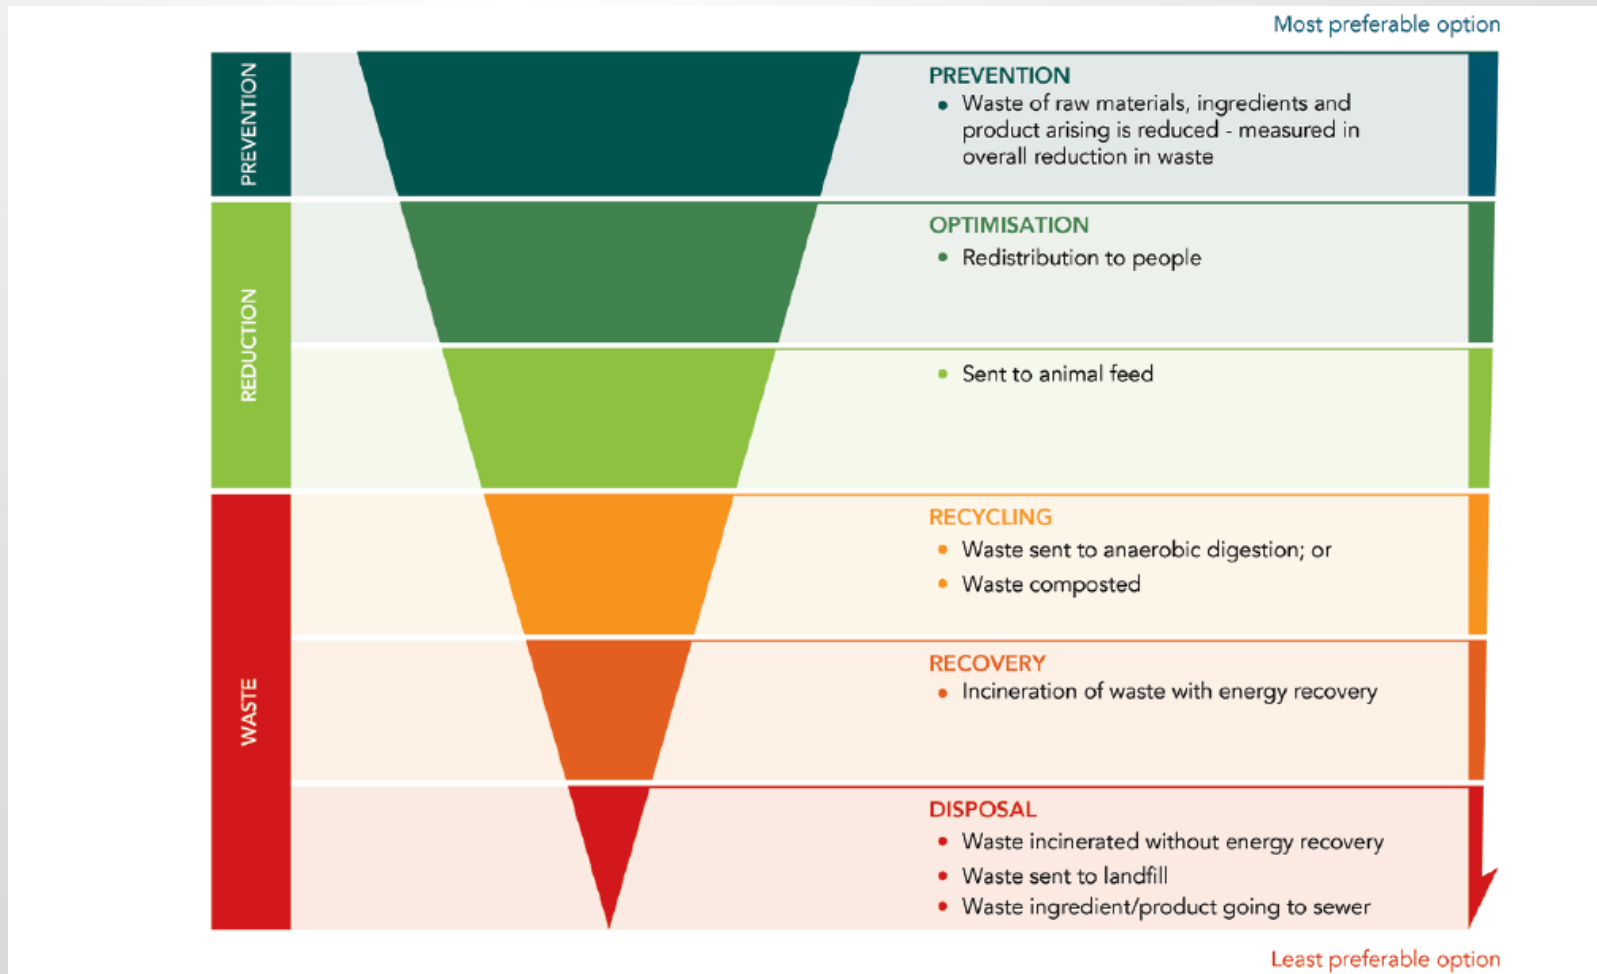 Most preferable option
PREVENTION
PREVENTION
• Waste of raw materials, ingredients and
product arising is reduced - measured in
overall reduction in waste
REDUCTION
OPTIMISATION
• Redistribution to people
• Sent to animal feed
WASTE
RECYCLING
• Waste sent to anaerobic digestion; or
• Waste composted
RECOVERY
• Incineration of waste with energy recovery
DISPOSAL
• Waste incinerated without energy recovery
• Waste sent to landfill
• Waste ingredient/product going to sewer
Least preferable option